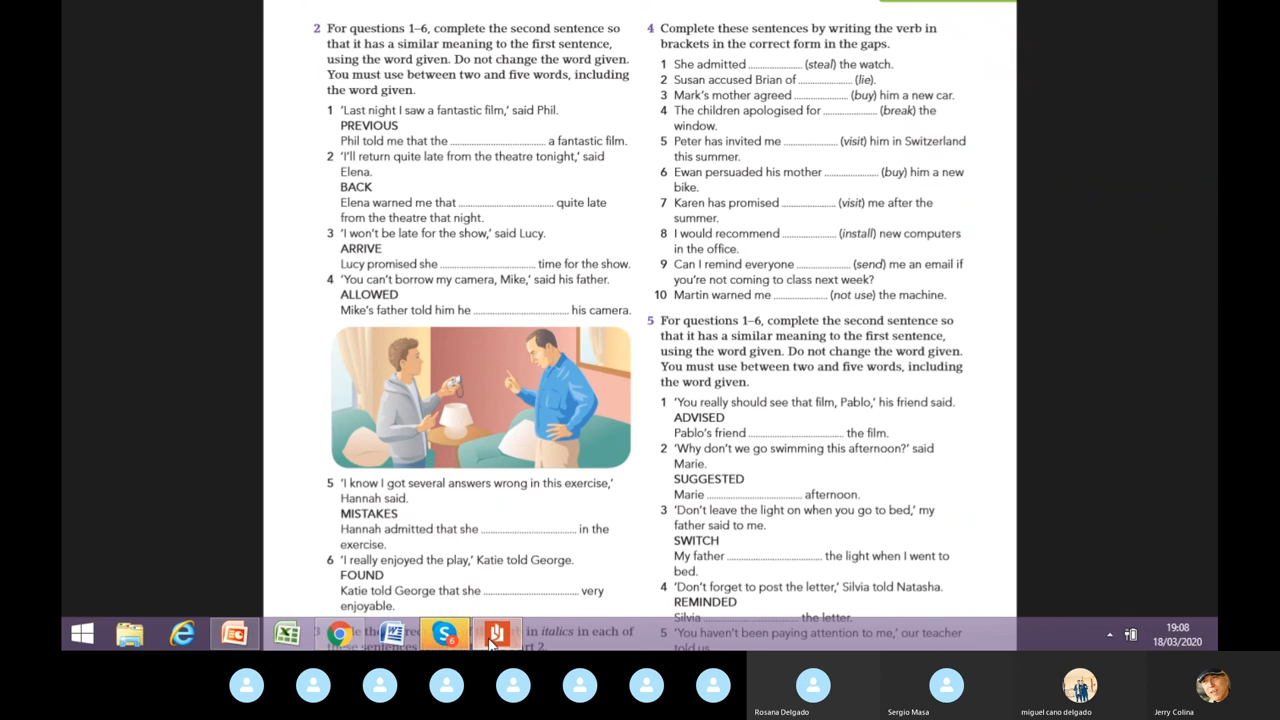 2 For questions 1–6, complete the second sentence so
that it has a similar meaning to the first sentence,
using the word given. Do not change the word given.
You must use between two and five words, including
the word given.
1 ‘Last night I saw a fantastic film,’ said Phil.
PREVIOUS
Phil told me that the .............................. a fantastic film.
2 ‘I’ll return quite late from the theatre tonight,’ said
Elena.
BACK
Elena warned me that .............................. quite late
from the theatre that night.
3 ‘I won’t be late for the show,’ said Lucy.
ARRIVE
Lucy promised she .............................. time for the show.
4 ‘You can’t borrow my camera, Mike,’ said his father.
ALLOWED
Mike’s father told him he .............................. his camera.
5 ‘I know I got several answers wrong in this exercise,’
Hannah said.
MISTAKES
Hannah admitted that she .............................. in the
exercise.
6 ‘I really enjoyed the play,’ Katie told George.
FOUND
Katie told George that she .............................. very
enjoyable.
in italics in each of
4 Complete these sentences by writing the verb in
brackets in the correct form in the gaps.
1 She admitted ................. (steal) the watch.
2 Susan accused Brian of ................. (lie).
3 Mark’s mother agreed ................. (buy) him a new car.
4 The children apologised for ................. (break) the
window.
5 Peter has invited me ................. (visit) him in Switzerland
this summer.
6 Ewan persuaded his mother ................. (buy) him a new
bike.
7 Karen has promised ................. (visit) me after the
summer.
8 I would recommend ................. (install) new computers
in the office.
9 Can I remind everyone ................. (send) me an email if
you’re not coming to class next week?
10 Martin warned me ................. (not use) the machine.
5 For questions 1–6, complete the second sentence so
that it has a similar meaning to the first sentence,
using the word given. Do not change the word given.
You must use between two and five words, including
the word given.
1 ‘You really should see that film, Pablo,’ his friend said.
ADVISED
Pablo’s friend .............................. the film.
2 ‘Why don’t we go swimming this afternoon?’ said
Marie.
SUGGESTED
Marie .............................. afternoon.
3 ‘Don’t leave the light on when you go to bed,’ my
father said to me.
SWITCH
My father .............................. the light when I went to
bed.
4 ‘Don’t forget to post the letter,’ Silvia told Natasha.
REMINDED
Silvia .............................. the letter.
5 ‘You haven’t been paying attention to me,’ our teacher
told us.
19:08
18/03/2020
Rosana Delgado
Sergio Masa
miguel cano delgado
Jerry Colina